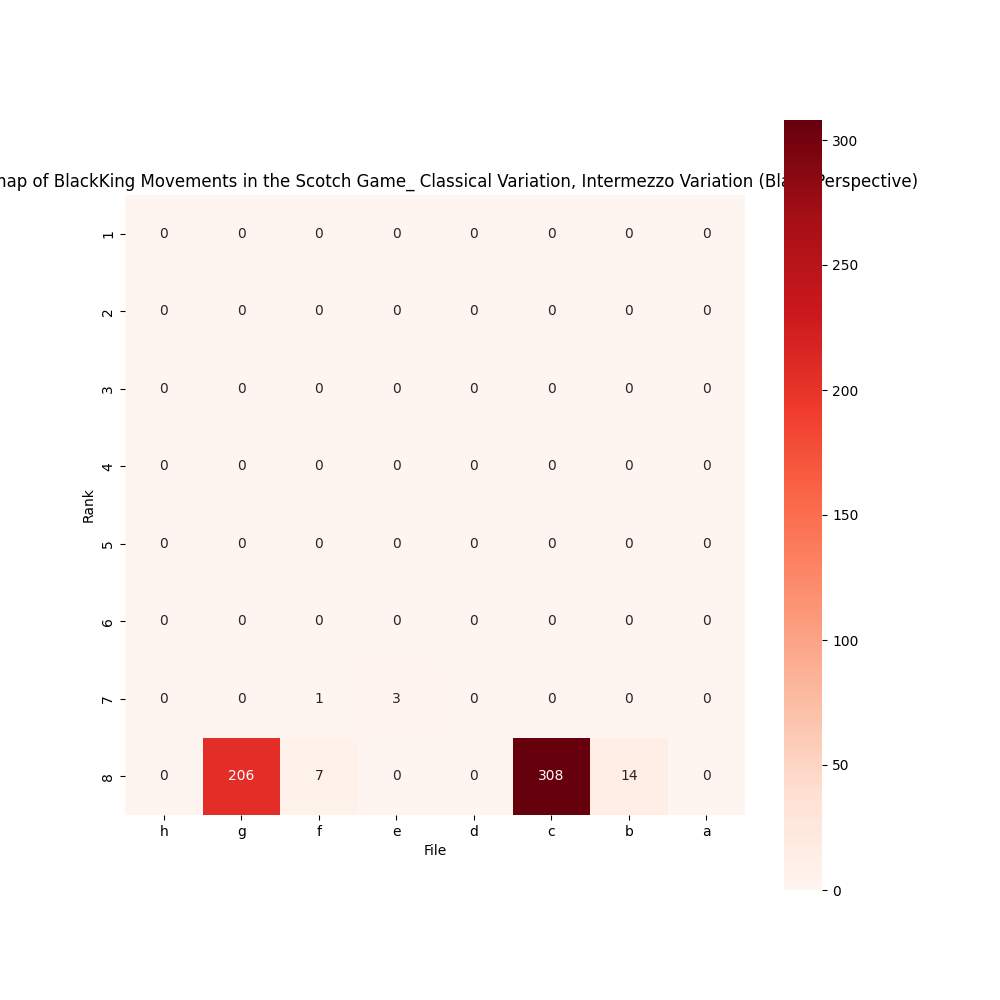 map of BlackKing Movements in the Scotch Game_ Classical Variation, Intermezzo Variation (Black Perspective)
300
250
200
150
100
50
0
Rank
1 0 0 0 0 0 0 0 0
2 0 0 0 0 0 0 0 0
3 0 0 0 0 0 0 0 0
4 0 0 0 0 0 0 0 0
5 0 0 0 0 0 0 0 0
6 0 0 0 0 0 0 0 0
7 0 0 1 3 0 0 0 0
8 0 206 7 0 0 308 14 0
h g f e d c b a
File